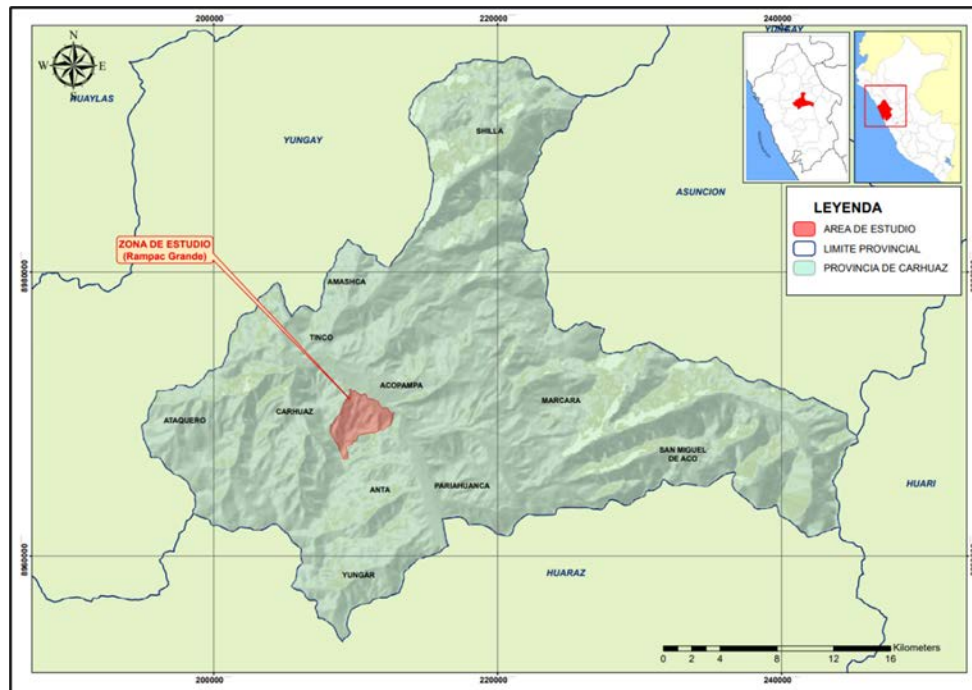 200000
220000
240000
N
W
E
S
HUAYLAS
YUNGAY
YUNGAY
SHILLA
ASUNCION
LEYENDA
AREA DE ESTUDIO
LIMITE PROVINCIAL
PROVINCIA DE CARHUAZ
ZONA DE ESTUDIO
(Rampac Grande)
8980000
AMASHCA
TINCO
ACOPAMPA
CARHUAZ
MARCARA
ATAQUERO
SAN MIGUEL
DE ACO
ANTA
PARIAHUANCA
HUARI
8960000
YUNGAR
HUARAZ
Kilometers
0 1 2 4 8 12 16
200000
220000
240000